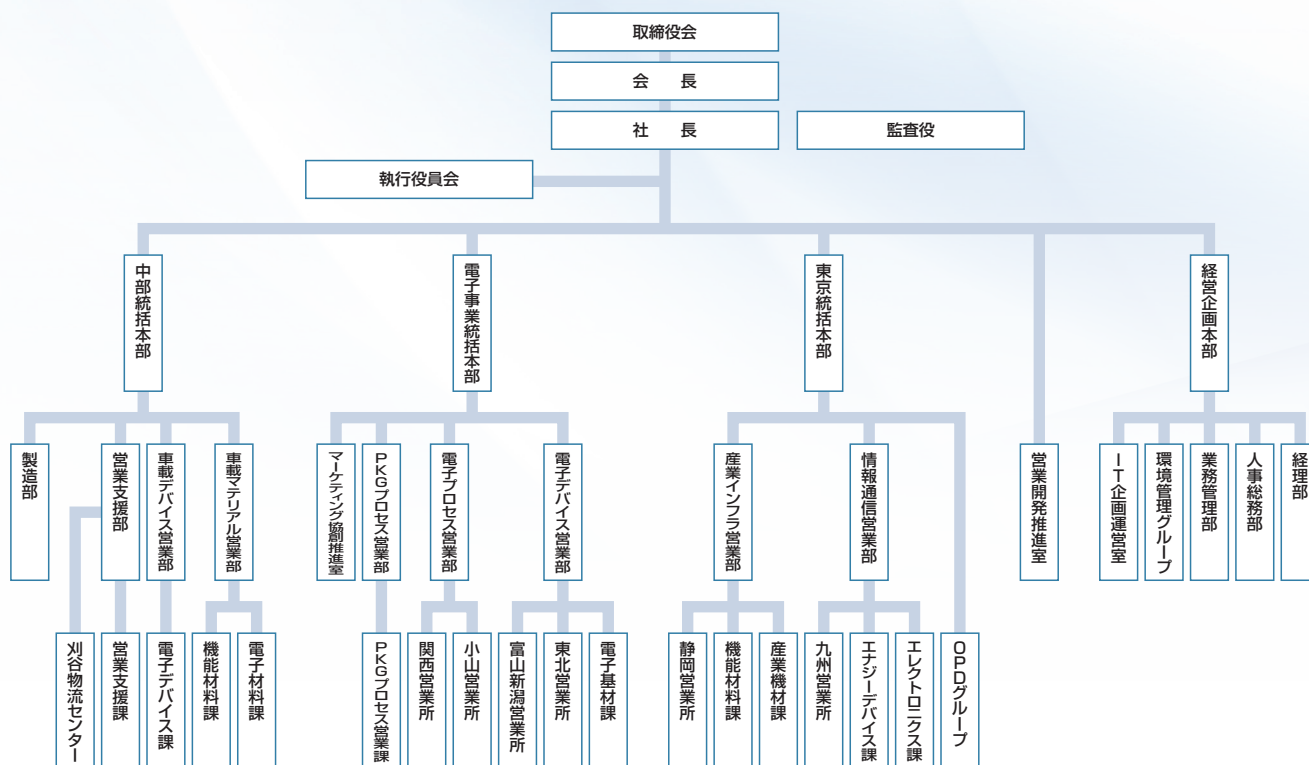 取締役会
会　長
社　長
監査役
執行役員会
中部統括本部
電子事業統括本部
東京統括本部
経営企画本部
製造部
営業支援部
車載デバイス営業部
車載マテリアル営業部
マーケティング協創推進室
PKGプロセス営業部
電子プロセス営業部
電子デバイス営業部
産業インフラ営業部
情報通信営業部
営業開発推進室
IT企画運営室
環境管理グループ
業務管理部
人事総務部
経理部
刈谷物流センター
営業支援課
電子デバイス課
機能材料課
電子材料課
PKGプロセス営業課
関西営業所
小山営業所
富山新潟営業所
東北営業所
電子基材課
静岡営業所
機能材料課
産業機材課
九州営業所
エナジーデバイス課
エレクトロニクス課
OPDグループ